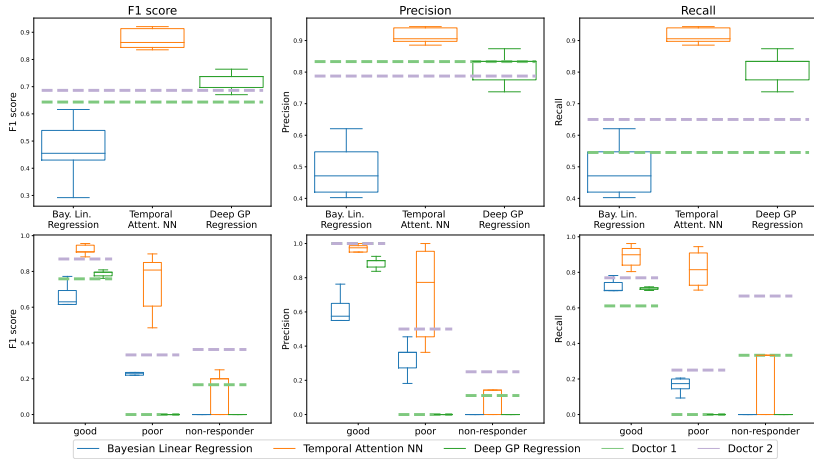 F1 score Precision Recall
F1 score
0.9
0.8
0.7
0.6
0.5
0.4
0.3
Bay. Lin. Regression Temporal Attent. NN Deep GP Regression
Precision
0.9
0.8
0.7
0.6
0.5
0.4
Bay. Lin. Regression Temporal Attent. NN Deep GP Regression
Recall
0.9
0.8
0.7
0.6
0.5
0.4
Bay. Lin. Regression Temporal Attent. NN Deep GP Regression
F1 score
1.0
0.8
0.6
0.4
0.2
0.0
good poor non-responder
Precision
1.0
0.8
0.6
0.4
0.2
0.0
good poor non-responder
Recall
1.0
0.8
0.6
0.4
0.2
0.0
good poor non-responder
Bayesian Linear Regression Temporal Attention NN Deep GP Regression Doctor 1 Doctor 2